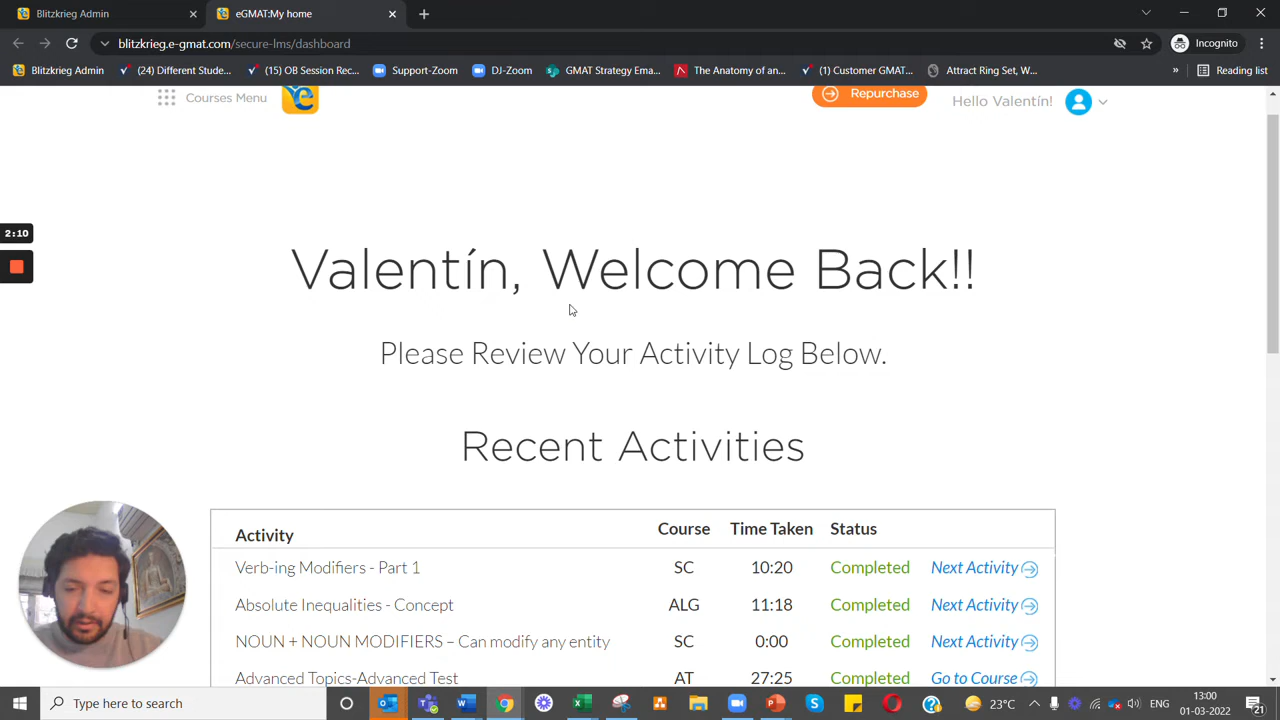 Blitzkrieg Admin
eGMAT:My home
blitzkrieg.e-gmat.com/secure-lms/dashboard
Incognito
Blitzkrieg Admin
(24) Different Stude...
(15) OB Session Rec...
Support-Zoom
DJ-Zoom
GMAT Strategy Ema...
The Anatomy of an...
(1) Customer GMAT...
Attract Ring Set, W...
»
Reading list
Courses Menu
Repurchase
Hello Valentín!
2:10
Valentín, Welcome Back!!
Please Review Your Activity Log Below.
Recent Activities
Activity Course Time Taken Status
Verb-ing Modifiers - Part 1 SC 10:20 Completed Next Activity
Absolute Inequalities - Concept ALG 11:18 Completed Next Activity
NOUN + NOUN MODIFIERS – Can modify any entity SC 0:00 Completed Next Activity
Advanced Topics-Advanced Test AT 27:25 Completed Go to Course
Type here to search
23°C
ENG
13:00
01-03-2022
21